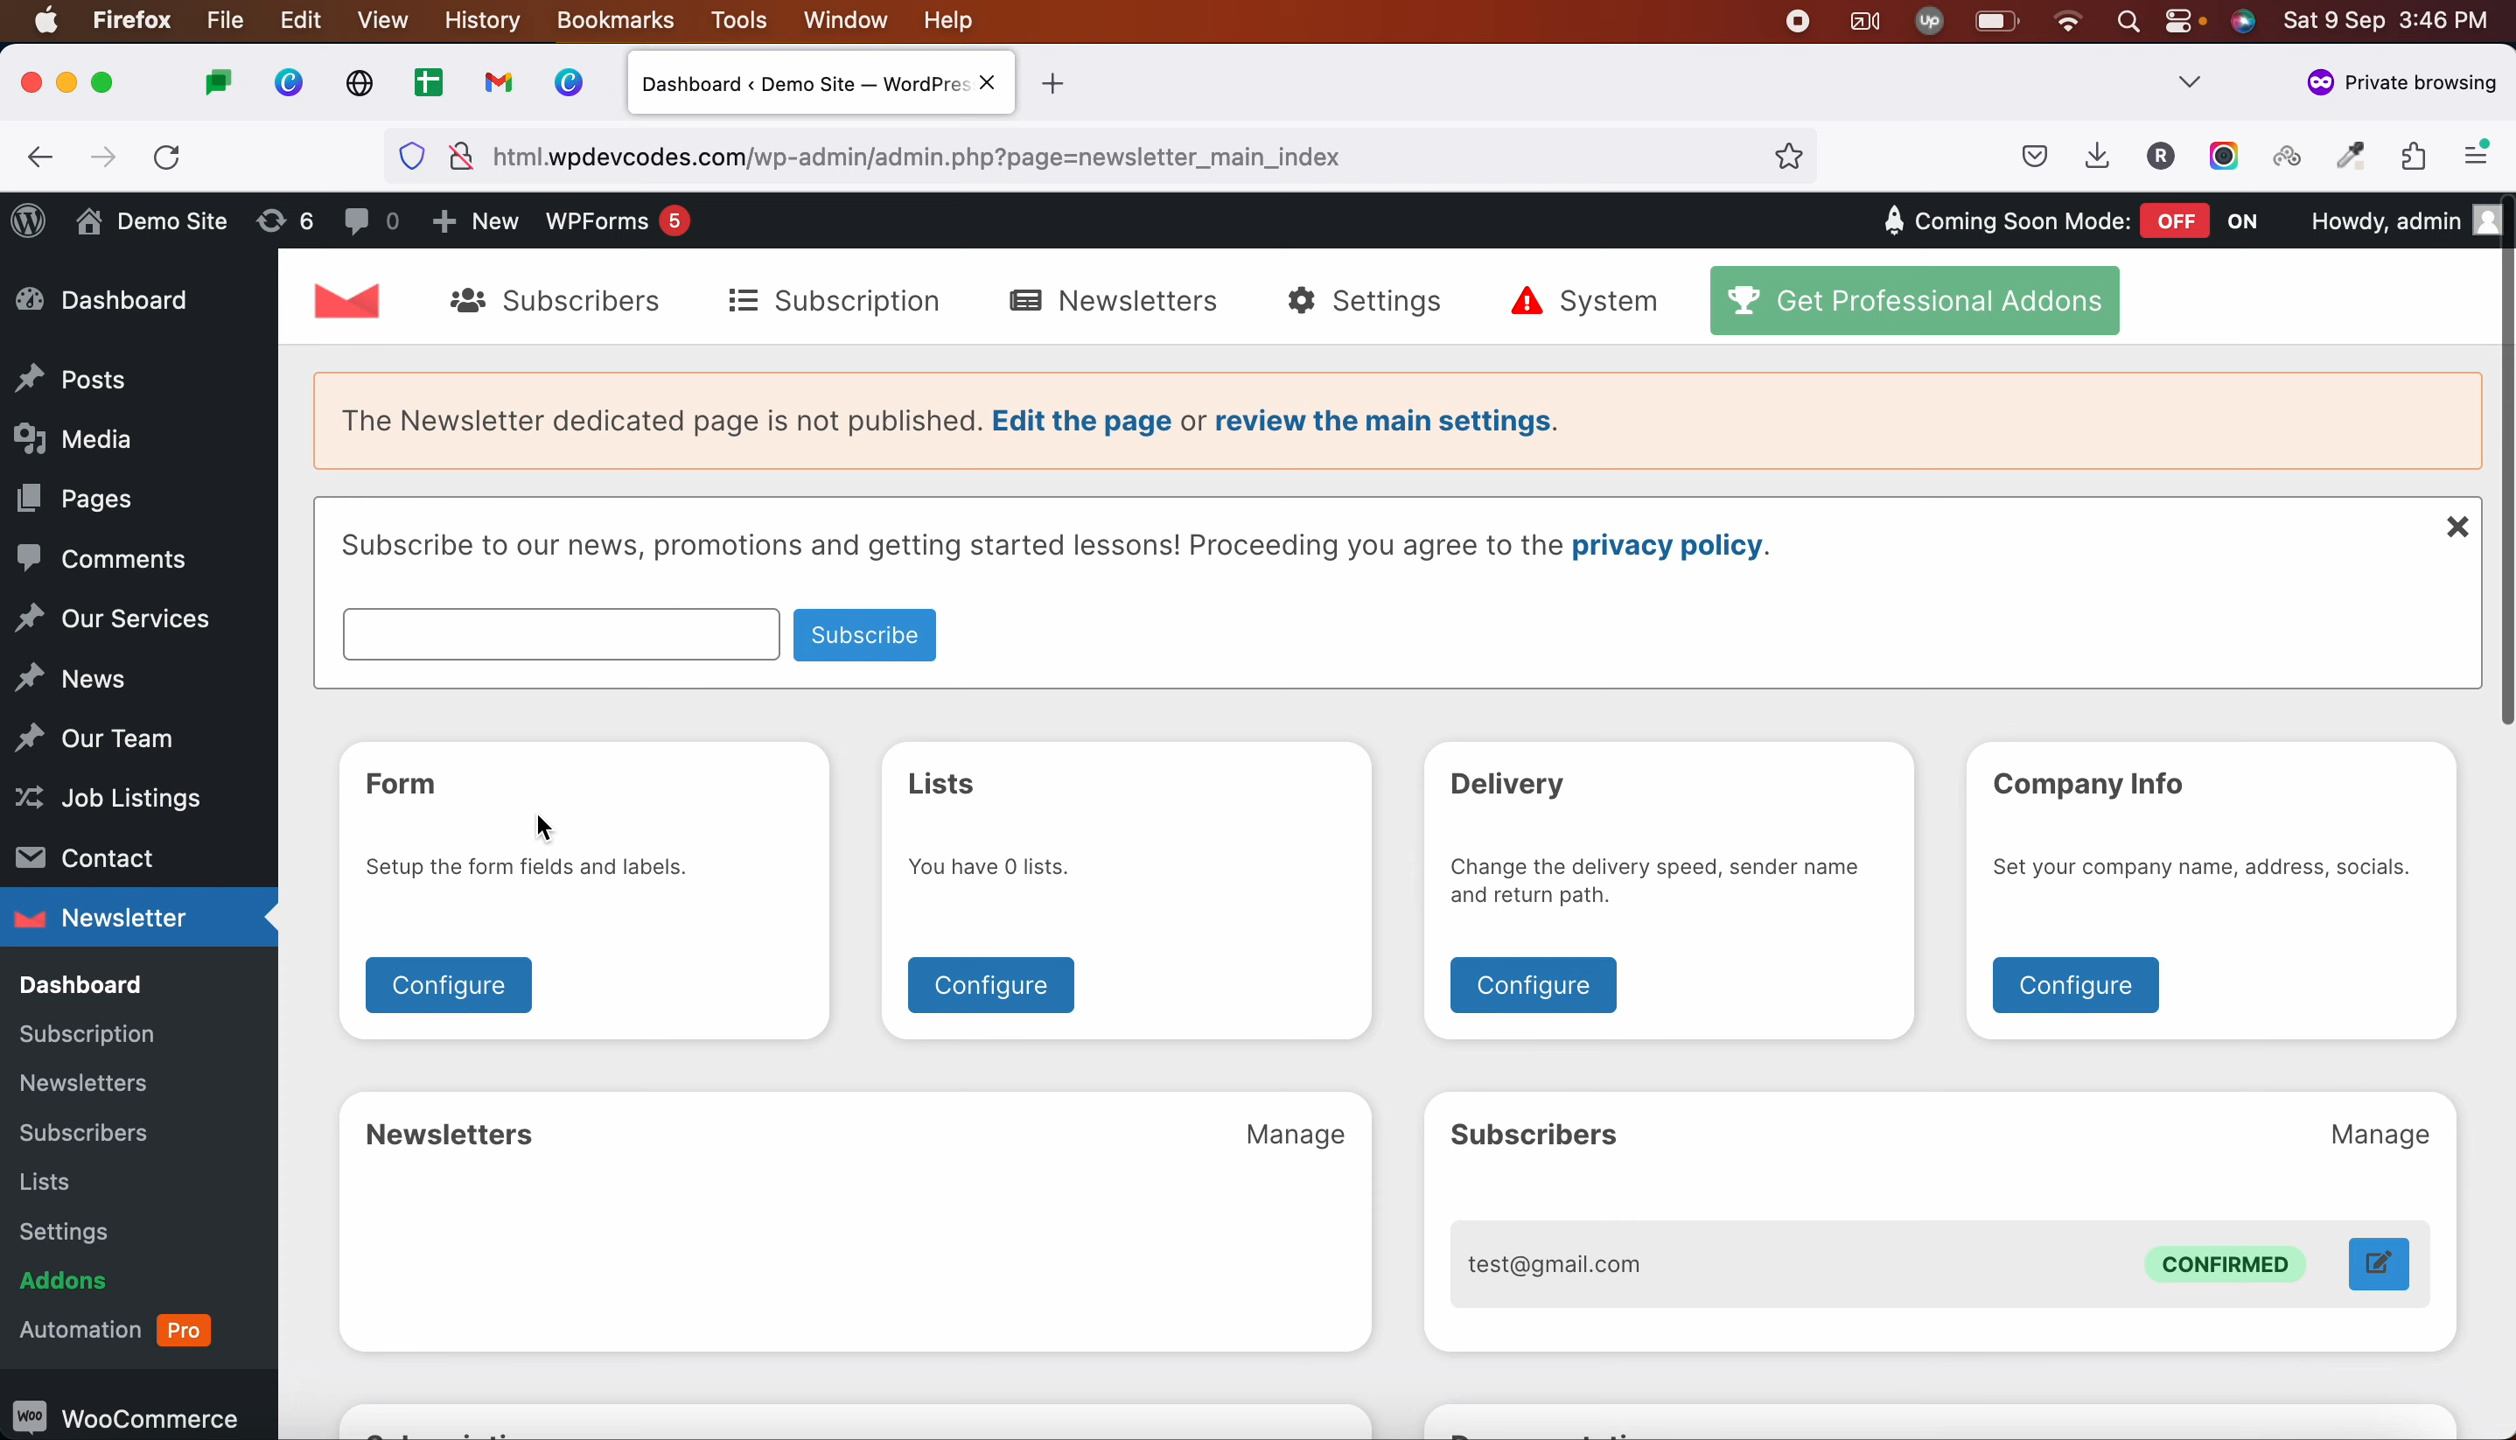 Firefox File Edit View History Bookmarks Tools Window Help
up
Sat 9 Sep 3:46 PM
Dashboard ‹ Demo Site — WordPres
Private browsing
html.wpdevcodes.com/wp-admin/admin.php?page=newsletter_main_index
R
Demo Site 6 0 New WPForms 5
Coming Soon Mode: OFF ON
Howdy, admin
Dashboard
Posts
Media
Pages
Comments
Our Services
News
Our Team
Job Listings
Contact
Newsletter
Dashboard
Subscription
Newsletters
Subscribers
Lists
Settings
Addons
Automation Pro
Woo WooCommerce
Subscribers Subscription Newsletters Settings System Get Professional Addons
The Newsletter dedicated page is not published. Edit the page or review the main settings.
Subscribe to our news, promotions and getting started lessons! Proceeding you agree to the privacy policy.
Subscribe
Form
Setup the form fields and labels.
Configure
Lists
You have 0 lists.
Configure
Delivery
Change the delivery speed, sender name
and return path.
Configure
Company Info
Set your company name, address, socials.
Configure
Newsletters Manage
Subscribers Manage
test@gmail.com CONFIRMED